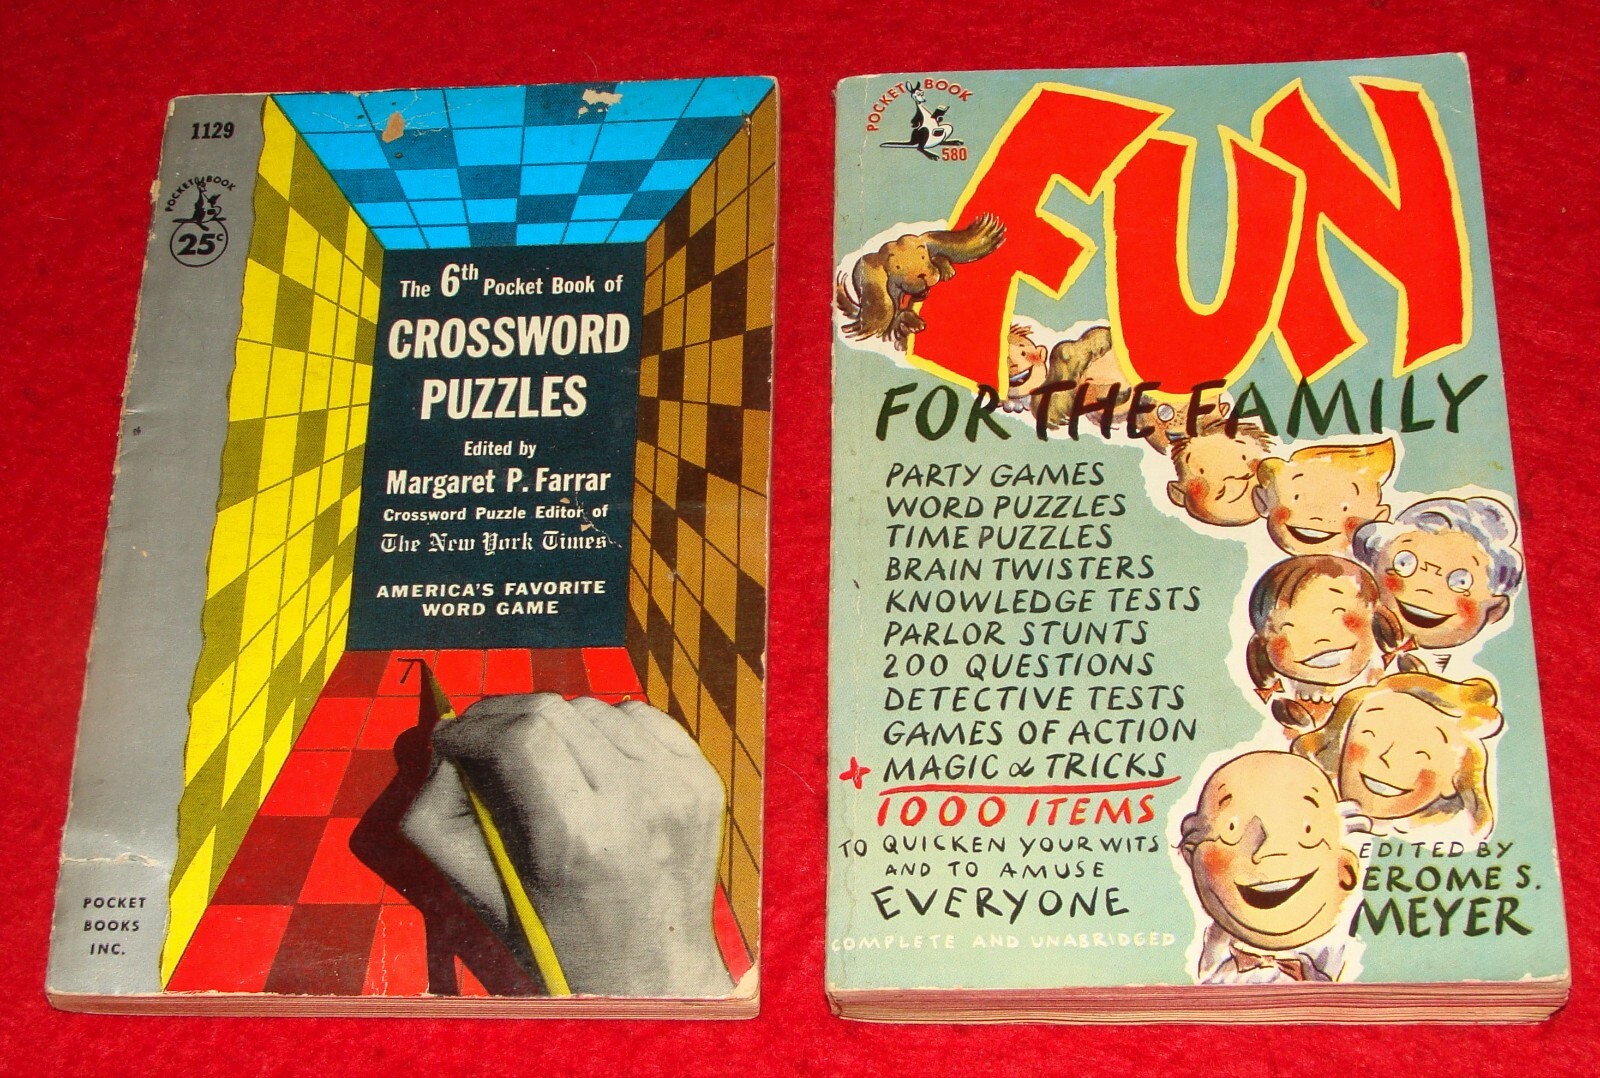 1129
POCKET BOOK
25¢
The 6th Pocket Book of
CROSSWORD
PUZZLES
Edited by
Margaret P. Farrar
Crossword Puzzle Editor of
The New York Times
AMERICA'S FAVORITE
WORD GAME
7
POCKET
BOOKS
INC.
POCKET BOOK
580
FUN
FOR THE FAMILY
PARTY GAMES
WORD PUZZLES
TIME PUZZLES
BRAIN TWISTERS
KNOWLEDGE TESTS
PARLOR STUNTS
200 QUESTIONS
DETECTIVE TESTS
GAMES OF ACTION
+ MAGIC & TRICKS
1000 ITEMS
TO QUICKEN YOUR WITS
AND TO AMUSE
EVERYONE
COMPLETE AND UNABRIDGED
EDITED BY
JEROME S.
MEYER